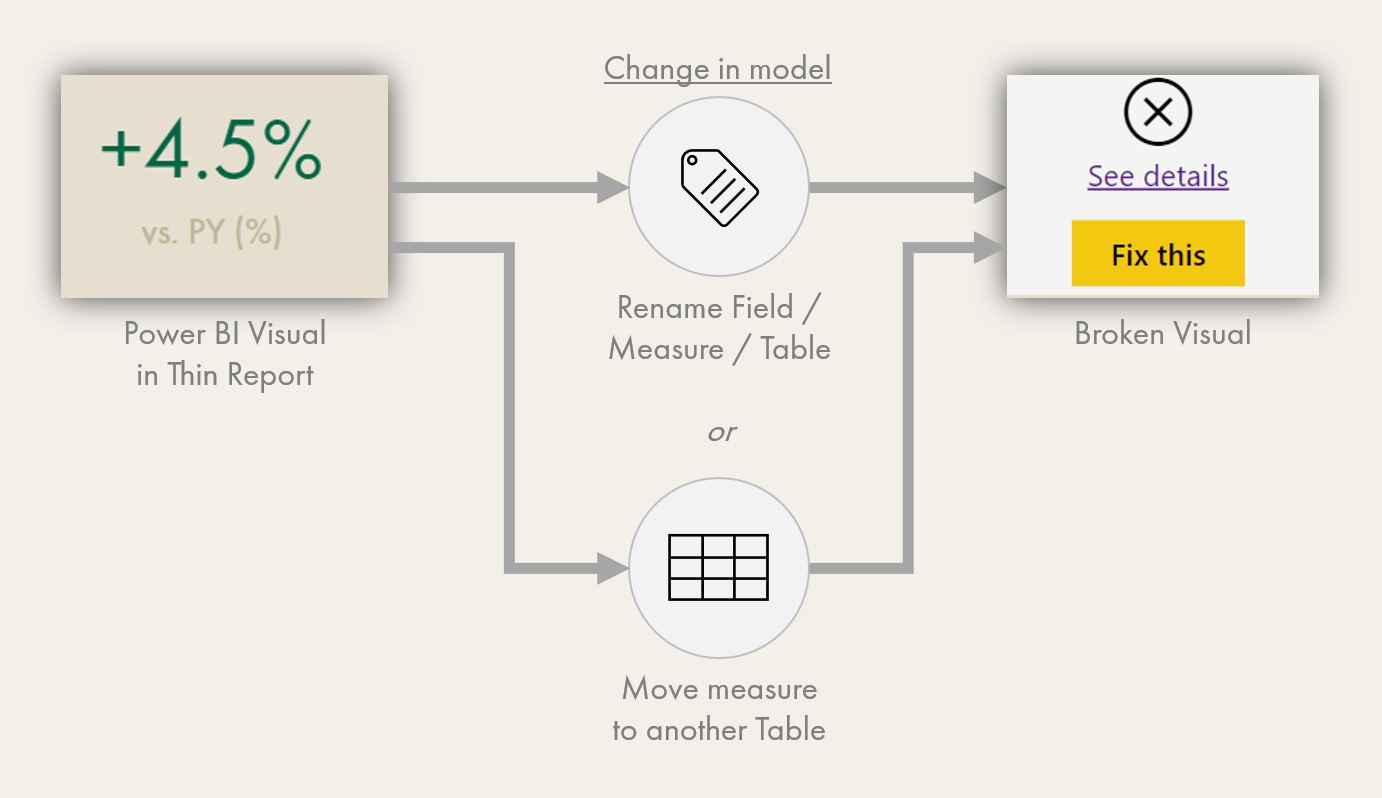 +4.5%
vs. PY (%)
Power BI Visual
in Thin Report
Change in model
Rename Field /
Measure / Table
or
Move measure
to another Table
See details
Fix this
Broken Visual